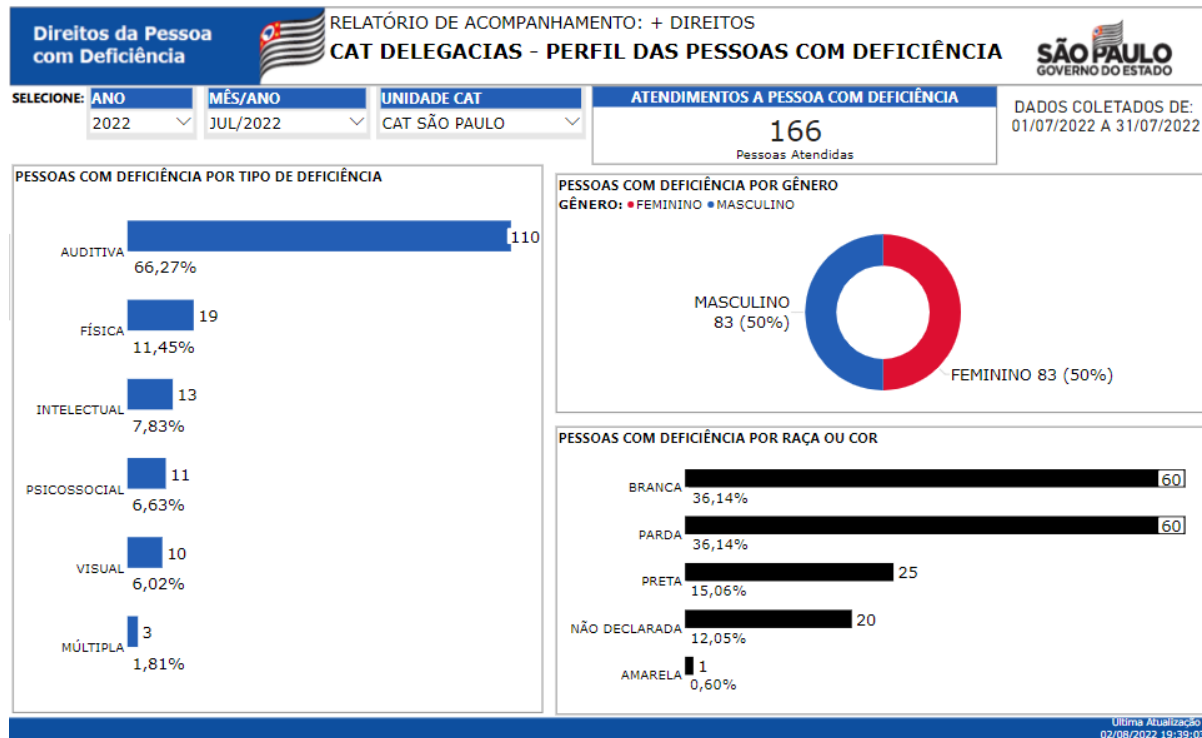 Direitos da Pessoa
com Deficiência
RELATÓRIO DE ACOMPANHAMENTO: + DIREITOS
CAT DELEGACIAS - PERFIL DAS PESSOAS COM DEFICIÊNCIA
SÃO PAULO
GOVERNO DO ESTADO
SELECIONE: ANO MÊS/ANO UNIDADE CAT
2022 JUL/2022 CAT SÃO PAULO
ATENDIMENTOS A PESSOA COM DEFICIÊNCIA
166
Pessoas Atendidas
DADOS COLETADOS DE:
01/07/2022 A 31/07/2022
PESSOAS COM DEFICIÊNCIA POR TIPO DE DEFICIÊNCIA
AUDITIVA 110
66,27%
FÍSICA 19
11,45%
INTELECTUAL 13
7,83%
PSICOSSOCIAL 11
6,63%
VISUAL 10
6,02%
MÚLTIPLA 3
1,81%
PESSOAS COM DEFICIÊNCIA POR GÊNERO
GÊNERO: FEMININO MASCULINO
MASCULINO
83 (50%)
FEMININO 83 (50%)
PESSOAS COM DEFICIÊNCIA POR RAÇA OU COR
BRANCA 60
36,14%
PARDA 60
36,14%
PRETA 25
15,06%
NÃO DECLARADA 20
12,05%
AMARELA 1
0,60%
Última Atualização
02/08/2022